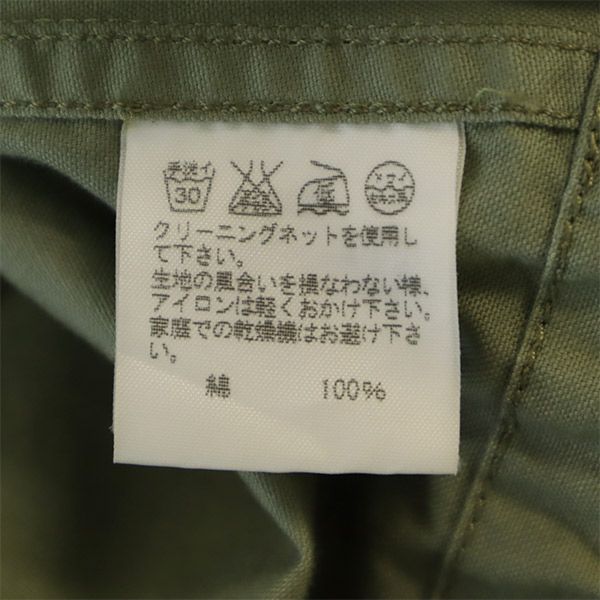 手洗イ
30
クリーニングネットを使用し
て下さい。
生地の風合いを損なわない様、
アイロンは軽くおかけ下さい。
家庭での乾燥機はお避け下さ
い。
綿 100%